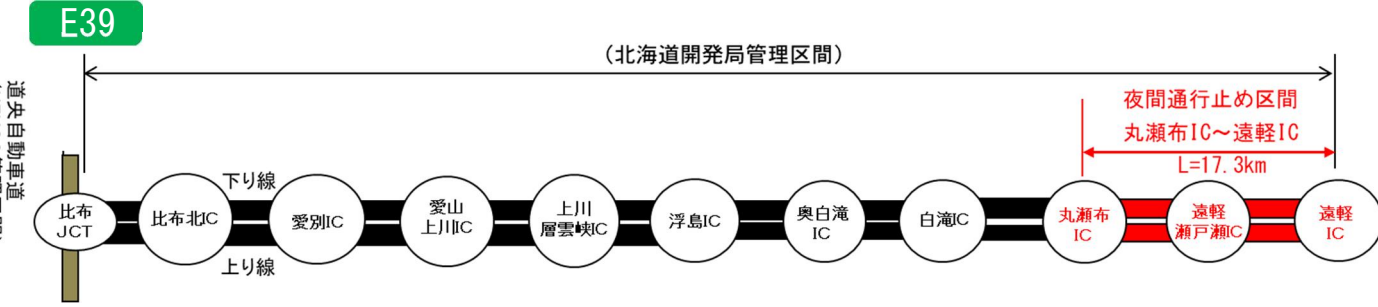 E39
(北海道開発局管理区間)
夜間通行止め区間
丸瀬布IC～遠軽IC
L=17.3km
道央自動車道
下り線
比布
JCT
比布北IC
愛別IC
愛山
上川IC
上川
層雲峡IC
浮島IC
奥白滝
IC
白滝IC
丸瀬布
IC
遠軽
瀬戸瀬IC
遠軽
IC
上り線